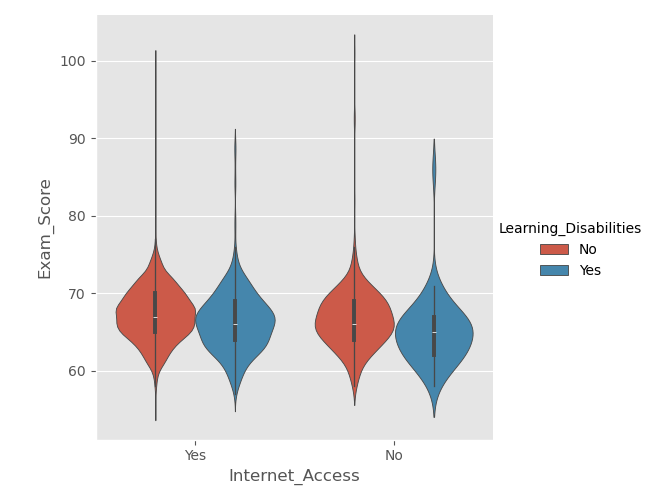 100
90
80
70
60
Exam_Score
Yes
No
Internet_Access
Learning_Disabilities
No
Yes